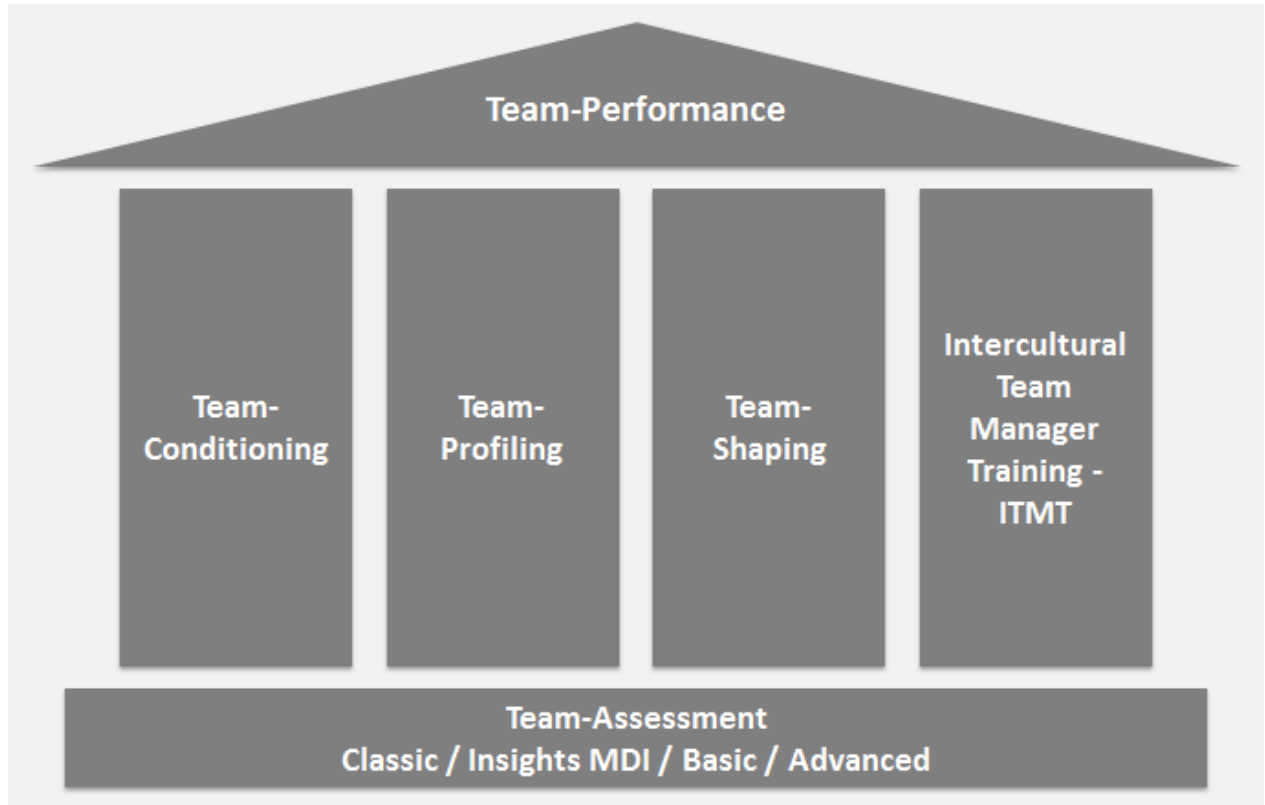 Team-Performance
Team-
Conditioning
Team-
Profiling
Team-
Shaping
Intercultural
Team
Manager
Training -
ITMT
Team-Assessment
Classic / Insights MDI / Basic / Advanced